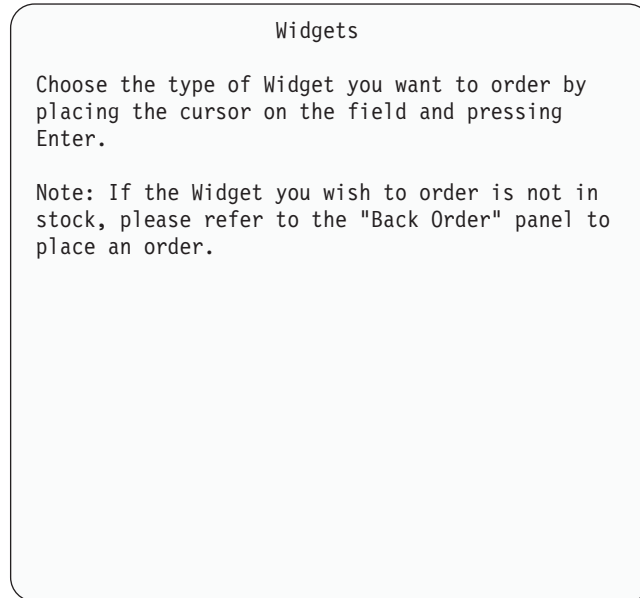 Widgets
Choose the type of Widget you want to order by
placing the cursor on the field and pressing
Enter.
Note: If the Widget you wish to order is not in
stock, please refer to the "Back Order" panel to
place an order.